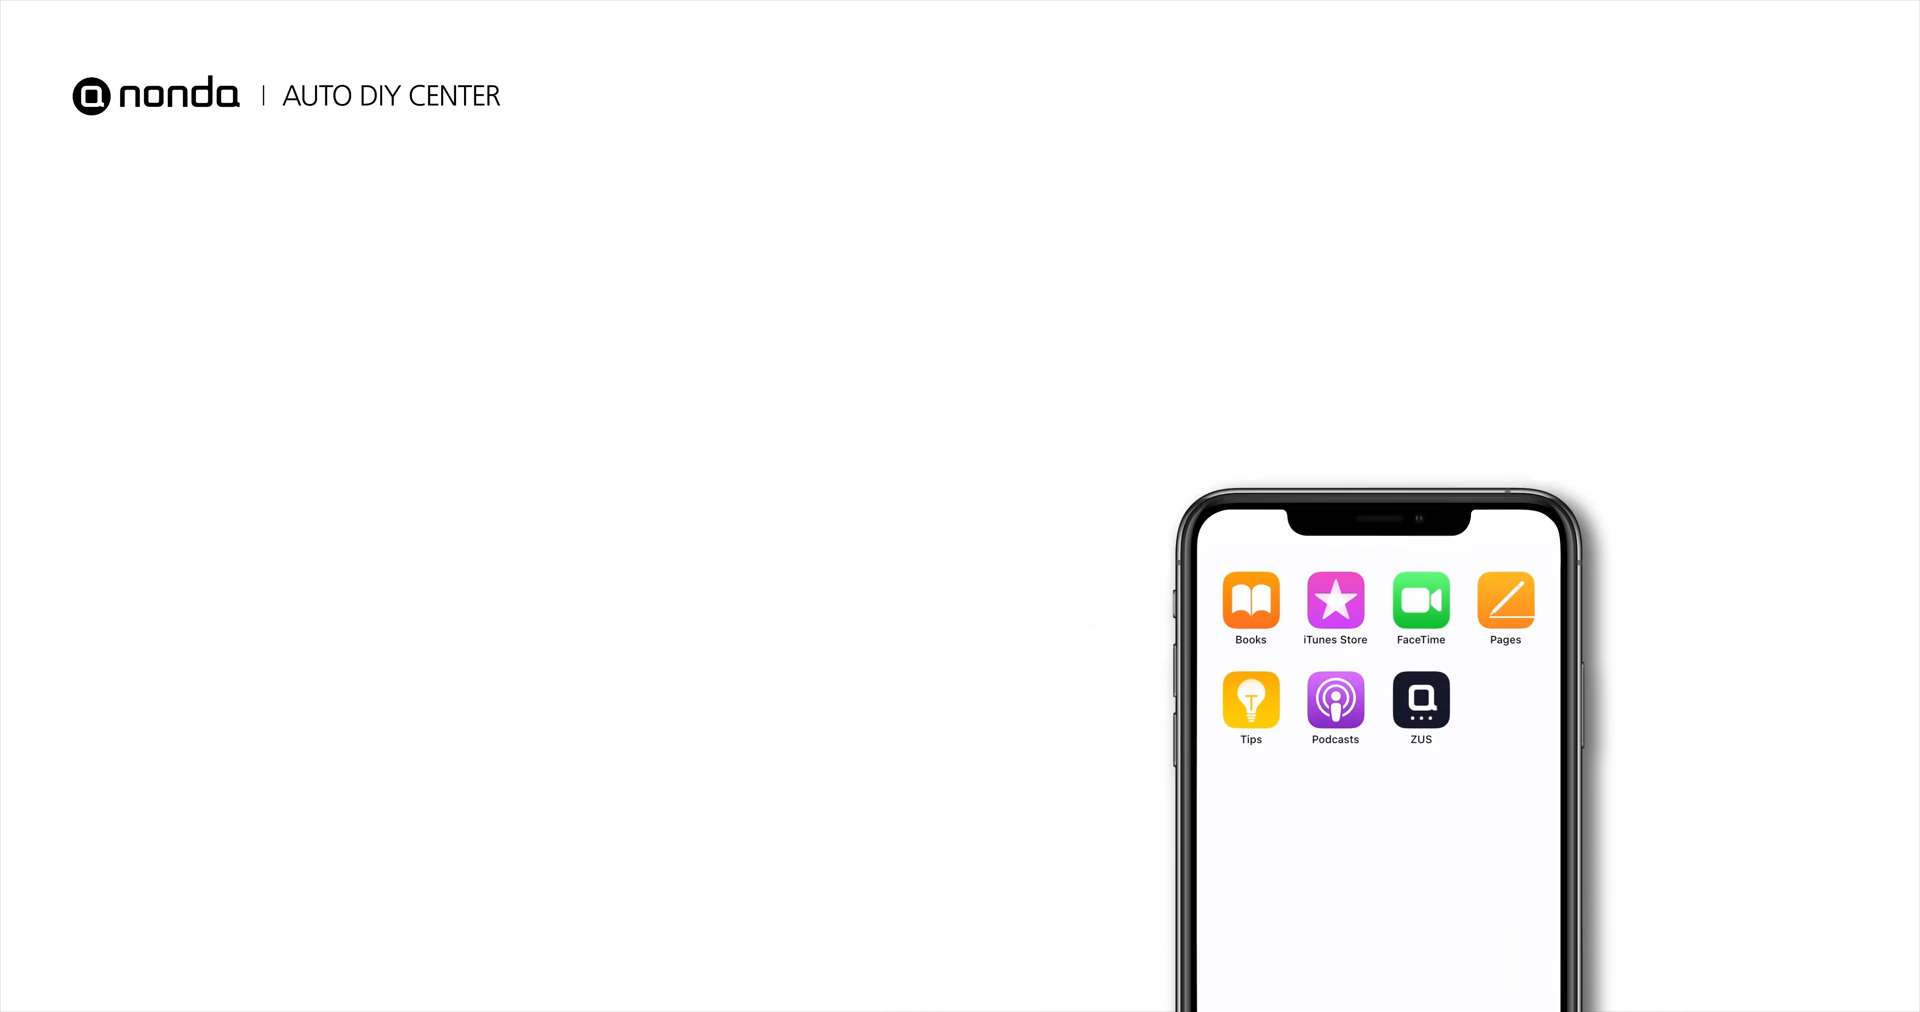 nonda | AUTO DIY CENTER
Books iTunes Store FaceTime Pages
Tips Podcasts ZUS